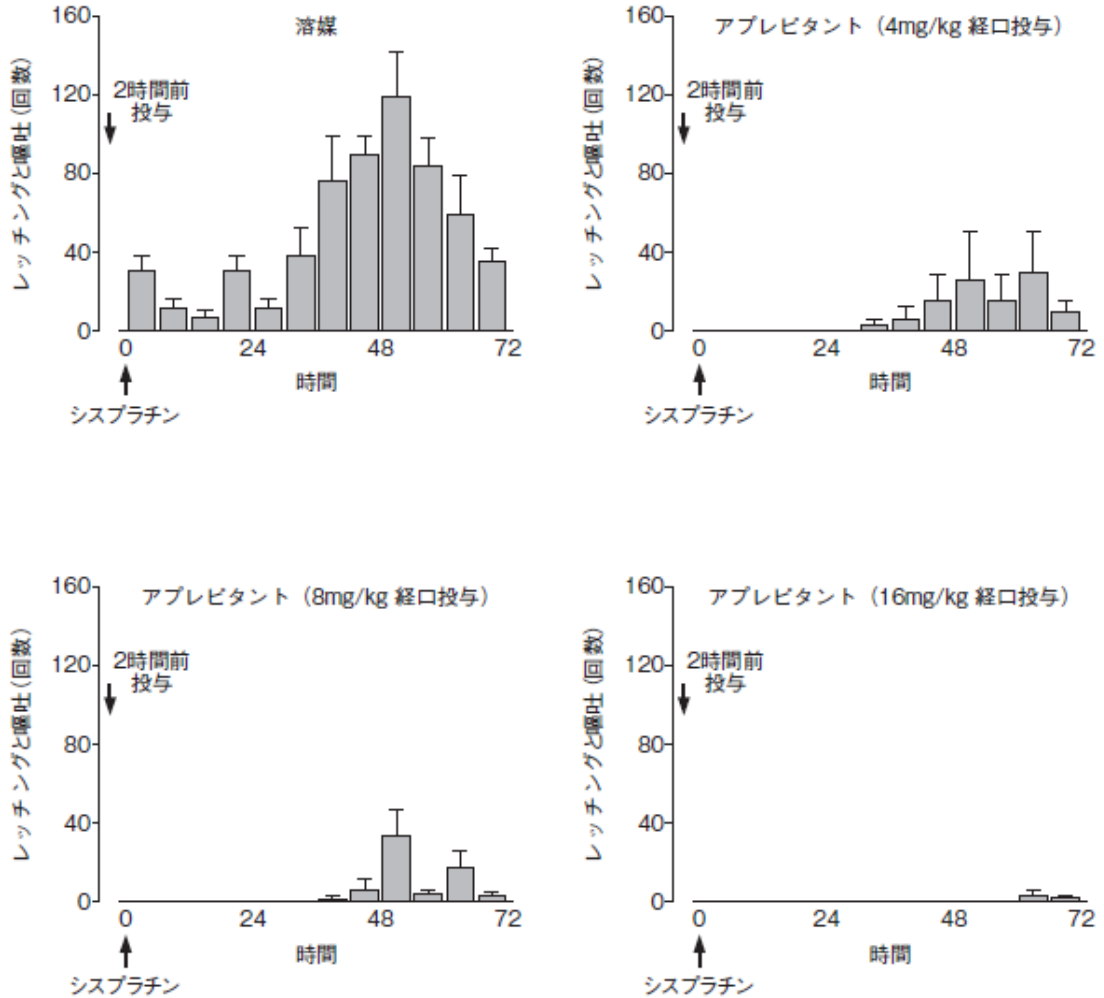 溶媒
レッチングと嘔吐(回数)
160
120
80
40
0
2時間前
投与
0 24 48 72
時間
シスプラチン
アプレピタント(4mg/kg 経口投与)
レッチングと嘔吐(回数)
160
120
80
40
0
2時間前
投与
0 24 48 72
時間
シスプラチン
アプレピタント(8mg/kg 経口投与)
レッチングと嘔吐(回数)
160
120
80
40
0
2時間前
投与
0 24 48 72
時間
シスプラチン
アプレピタント(16mg/kg 経口投与)
レッチングと嘔吐(回数)
160
120
80
40
0
2時間前
投与
0 24 48 72
時間
シスプラチン